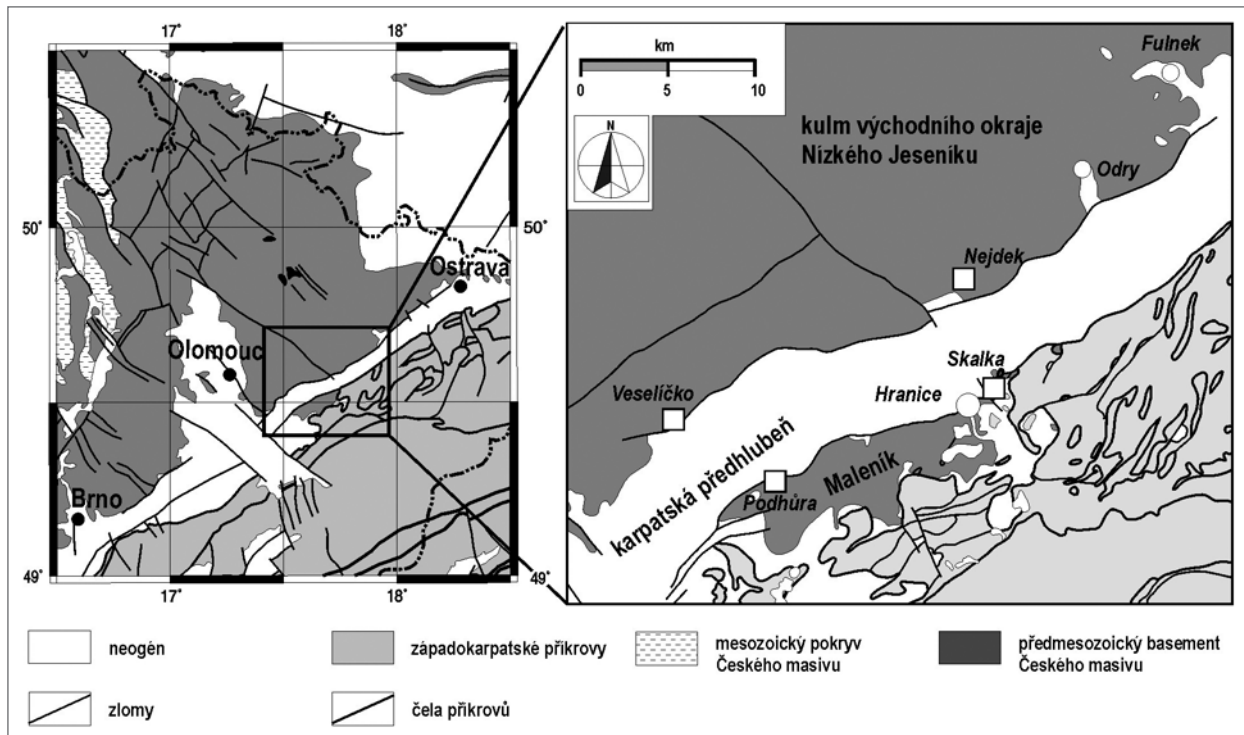 17°
18°
km
0
5
10
N
50°
50°
Ostrava
Olomouc
Brno
49°
49°
17°
18°
Fulnek
kulm východního okraje
Nízkého Jeseníku
Odry
Nejdek
Skalka
Hranice
Veselíčko
karpatská předhlubeň
Maleník
Podhůra
neogén
západokarpatské příkrovy
mesozoický pokryv
Českého masivu
předmesozoický basement
Českého masivu
zlomy
čela příkrovů